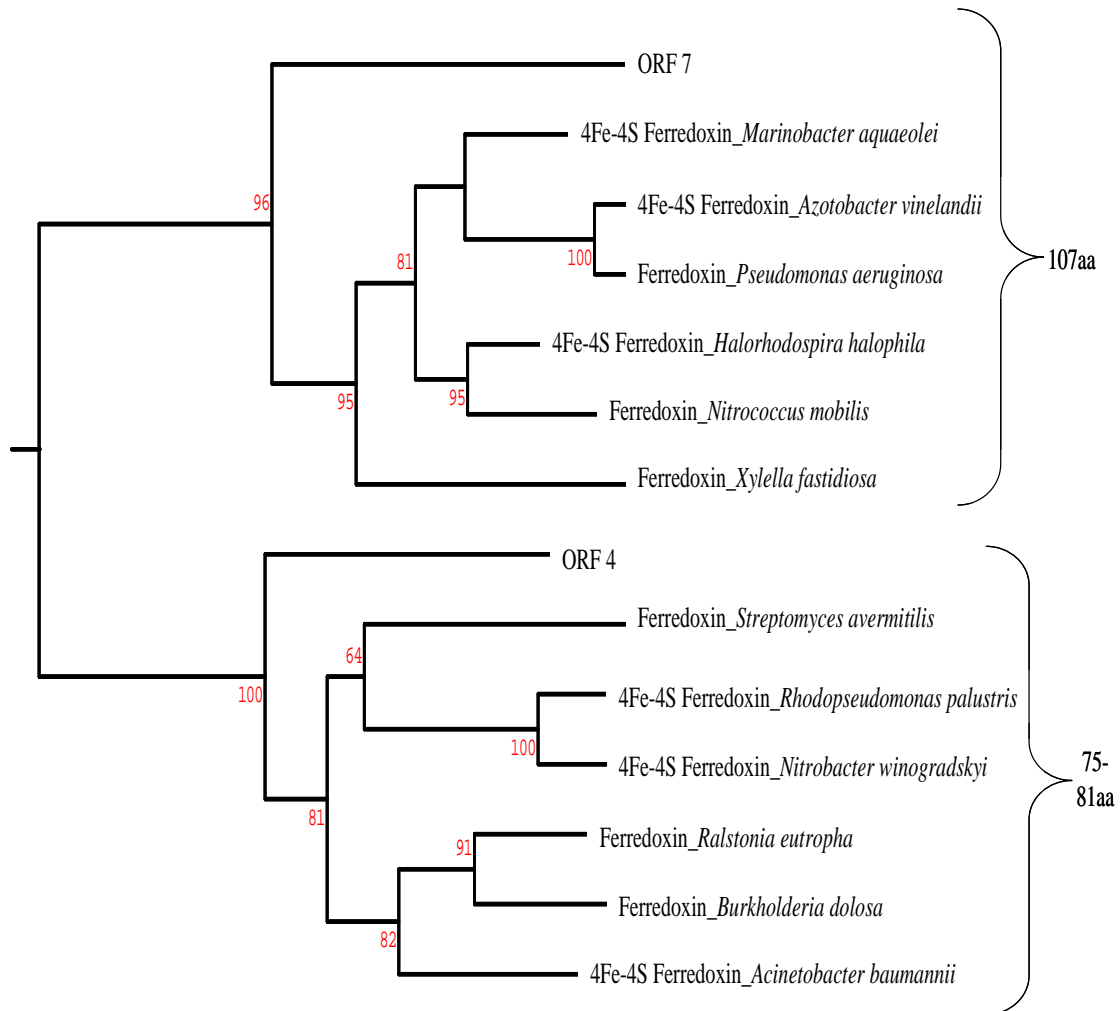 ORF 7
4Fe-4S Ferredoxin_Marinobacter aquaeolei
96
4Fe-4S Ferredoxin_Azotobacter vinelandii
81
100
Ferredoxin_Pseudomonas aeruginosa
107aa
4Fe-4S Ferredoxin_Halorhodospira halophila
95
95
Ferredoxin_Nitrococcus mobilis
Ferredoxin_Xylella fastidiosa
ORF 4
Ferredoxin_Streptomyces avermitilis
64
100
4Fe-4S Ferredoxin_Rhodopseudomonas palustris
100
4Fe-4S Ferredoxin_Nitrobacter winogradskyi
75-
81aa
81
Ferredoxin_Ralstonia eutropha
91
Ferredoxin_Burkholderia dolosa
82
4Fe-4S Ferredoxin_Acinetobacter baumannii